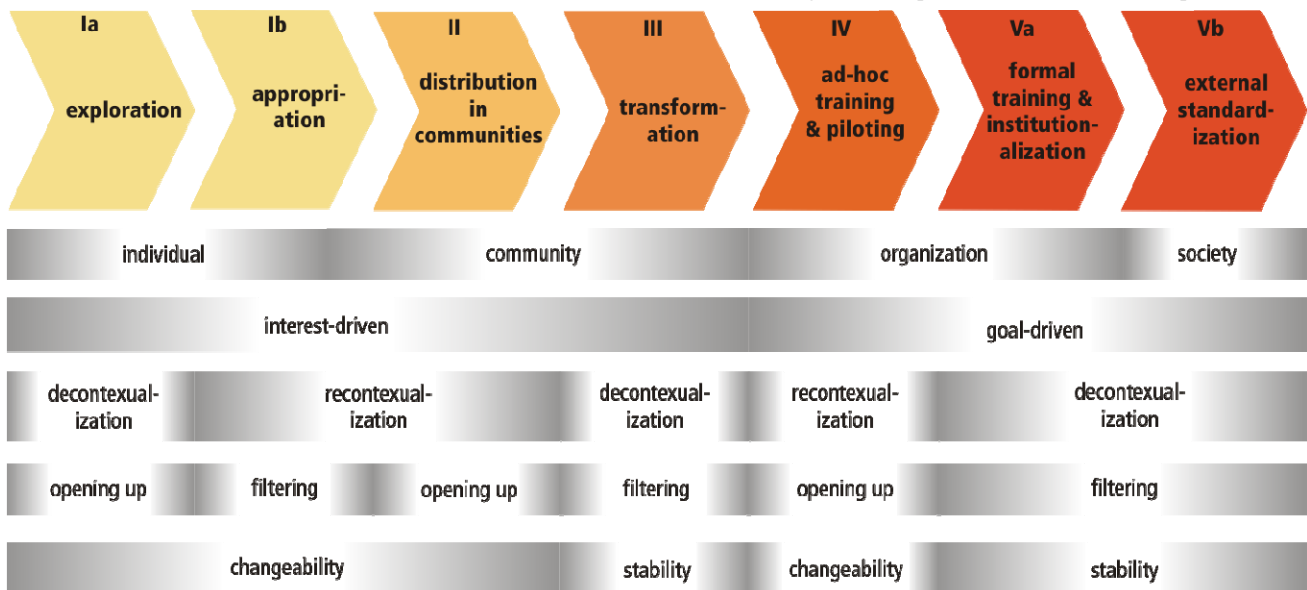 Ia
exploration
Ib
appropri-
ation
II
distribution
in
communities
III
transform-
ation
IV
ad-hoc
training
& piloting
Va
formal
training &
institution-
alization
Vb
external
standard-
ization
individual
community
organization
society
interest-driven
goal-driven
decontexual-
ization
recontexual-
ization
decontexual-
ization
recontexual-
ization
decontexual-
ization
opening up
filtering
opening up
filtering
opening up
filtering
changeability
stability
changeability
stability